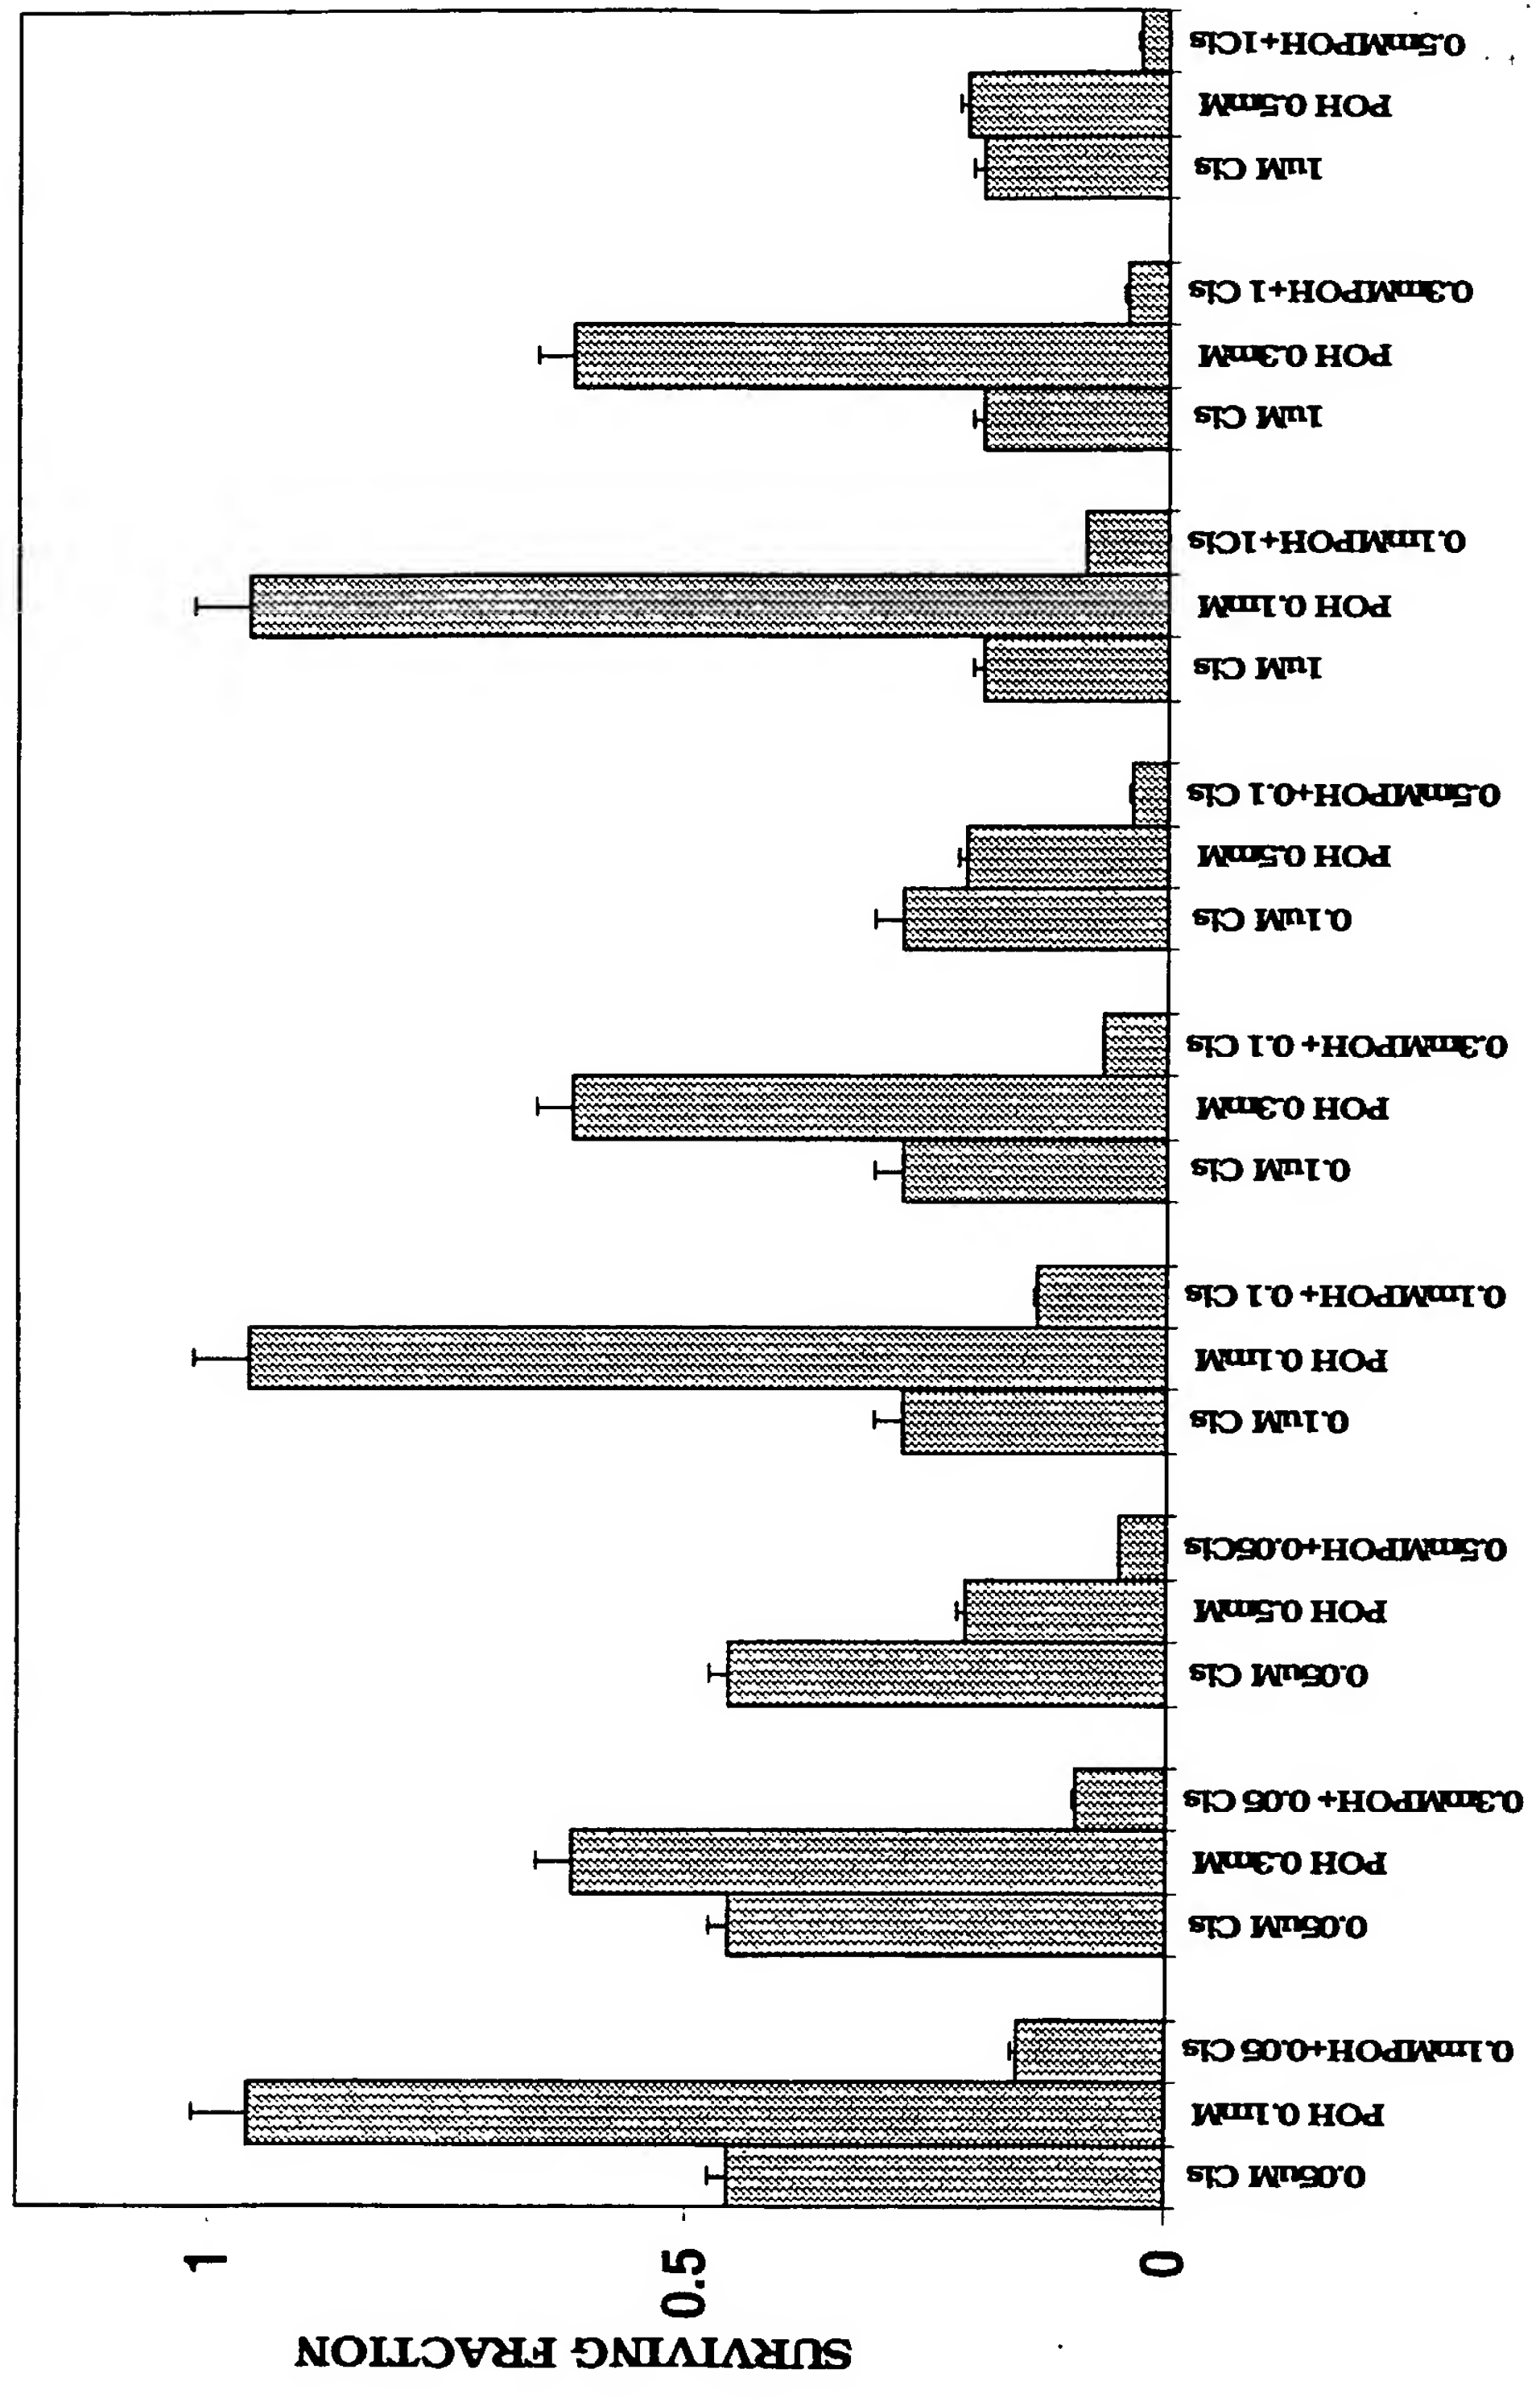 SURVIVING FRACTION
1
0.5
0
0.05uM Cis
POH 0.1mM
0.1mMPOH+0.05 Cis
0.05uM Cis
POH 0.3mM
0.3mMPOH+ 0.05 Cis
0.05uM Cis
POH 0.5mM
0.5mMPOH+0.05Cis
0.1uM Cis
POH 0.1mM
0.1mMPOH+ 0.1 Cis
0.1uM Cis
POH 0.3mM
0.3mMPOH+ 0.1 Cis
0.1uM Cis
POH 0.5mM
0.5mMPOH+0.1 Cis
1uM Cis
POH 0.1mM
0.1mMPOH+1Cis
1uM Cis
POH 0.3mM
0.3mMPOH+1 Cis
1uM Cis
POH 0.5mM
0.5mMPOH+1Cis